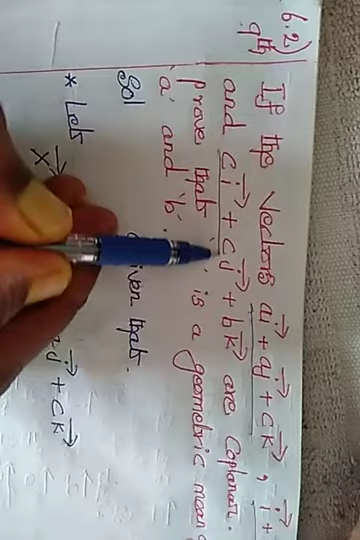 6.2)
9th
If the vectors ai⃗ + aj⃗ + ck⃗ , i⃗ +
and ci⃗ + cj⃗ + bk⃗ are coplanar.
prove that is a geometric mean
'a' and 'b'.
Sol
given that.
* Let
x⃗ j⃗ + ck⃗